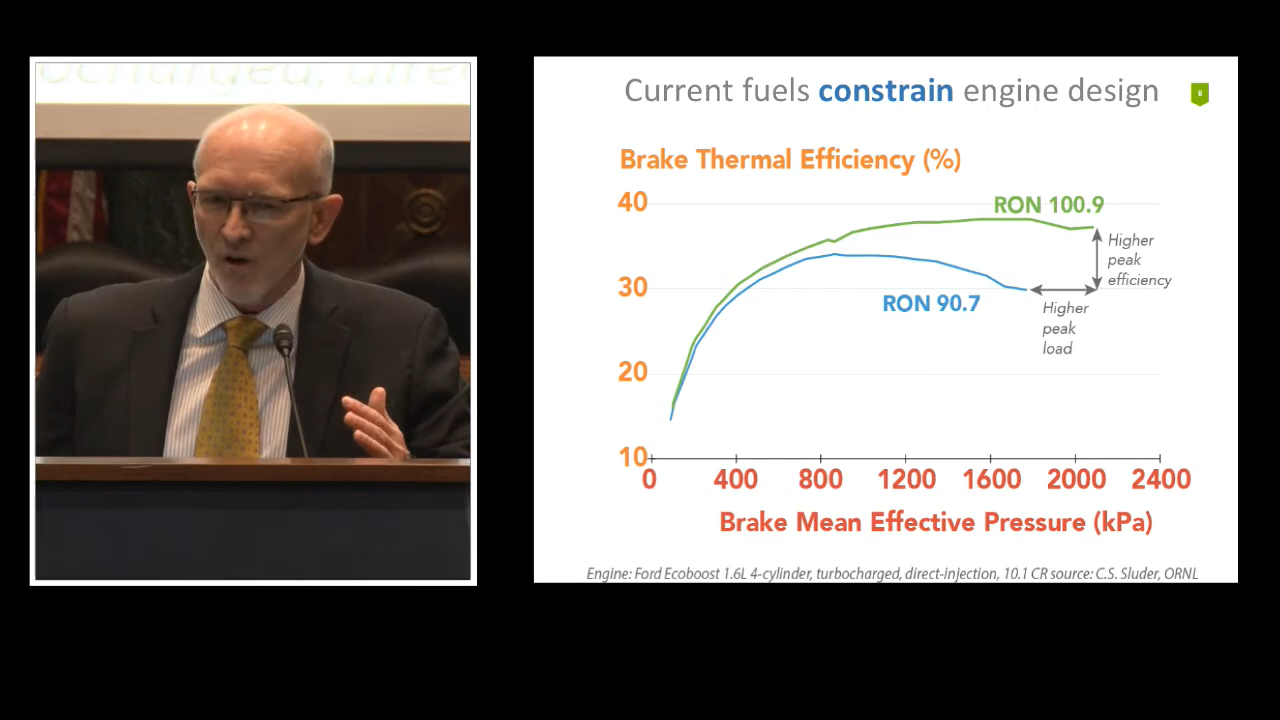 Current fuels constrain engine design
8
Brake Thermal Efficiency (%)
40
RON 100.9
Higher
peak
efficiency
30
RON 90.7
Higher
peak
load
20
10
0 400 800 1200 1600 2000 2400
Brake Mean Effective Pressure (kPa)
Engine: Ford Ecoboost 1.6L 4-cylinder, turbocharged, direct-injection, 10.1 CR source: C.S. Sluder, ORNL